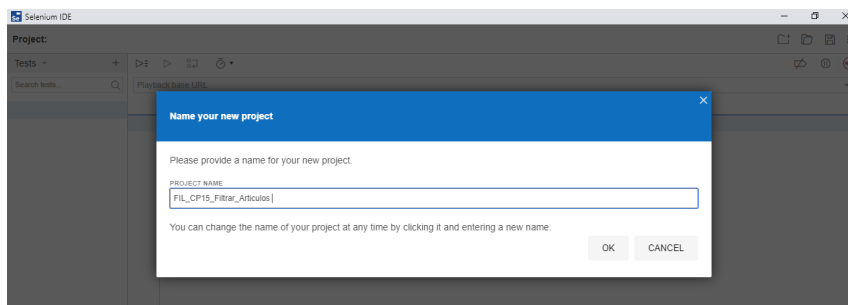 Selenium IDE
Project:
Tests
Search tests...
Playback base URL
Name your new project
Please provide a name for your new project.
PROJECT NAME
FIL_CP15_Filtrar_Articulos
You can change the name of your project at any time by clicking it and entering a new name.
OK CANCEL